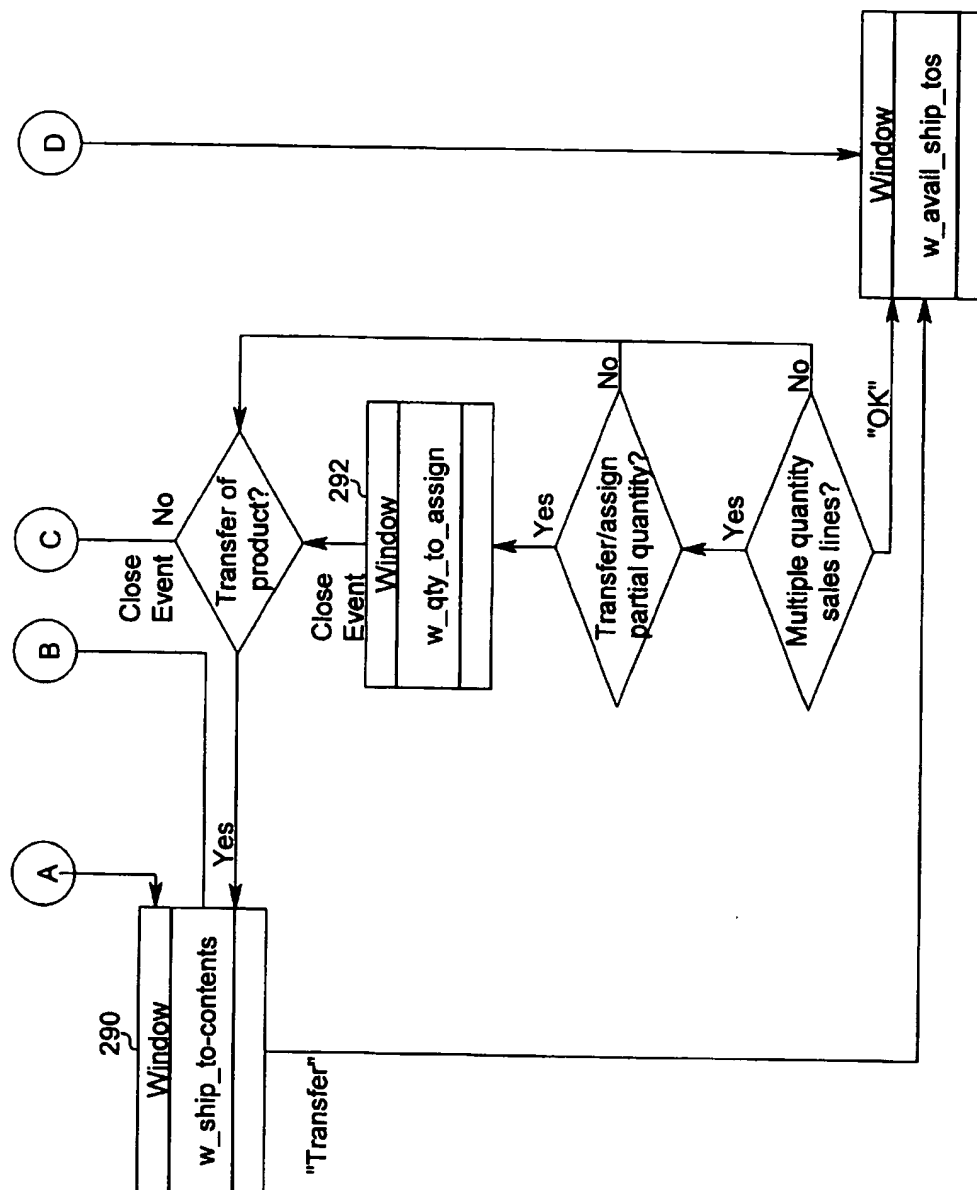 A
B
C
D
290
Window
w_ship_to-contents
"Transfer"
Yes
Close
Event
No
Transfer of
product?
Close
Event
292
Window
w_qty_to_assign
Yes
No
Transfer/assign
partial quantity?
Yes
No
Multiple quantity
sales lines?
"OK"
Window
w_avail_ship_tos